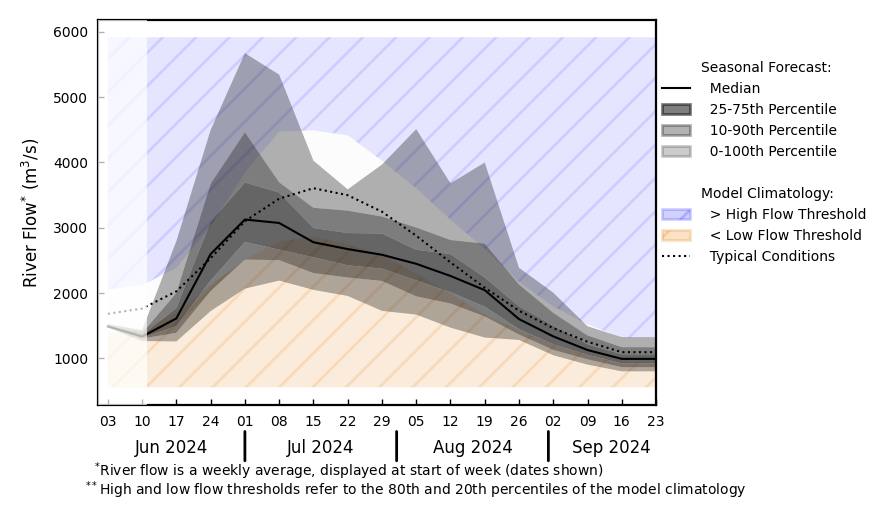 6000
5000
4000
3000
2000
1000
River Flow* (m³/s)
03 10 17 24 01 08 15 22 29 05 12 19 26 02 09 16 23
Jun 2024 Jul 2024 Aug 2024 Sep 2024
Seasonal Forecast:
Median
25-75th Percentile
10-90th Percentile
0-100th Percentile
Model Climatology:
> High Flow Threshold
< Low Flow Threshold
Typical Conditions
*River flow is a weekly average, displayed at start of week (dates shown)
**High and low flow thresholds refer to the 80th and 20th percentiles of the model climatology